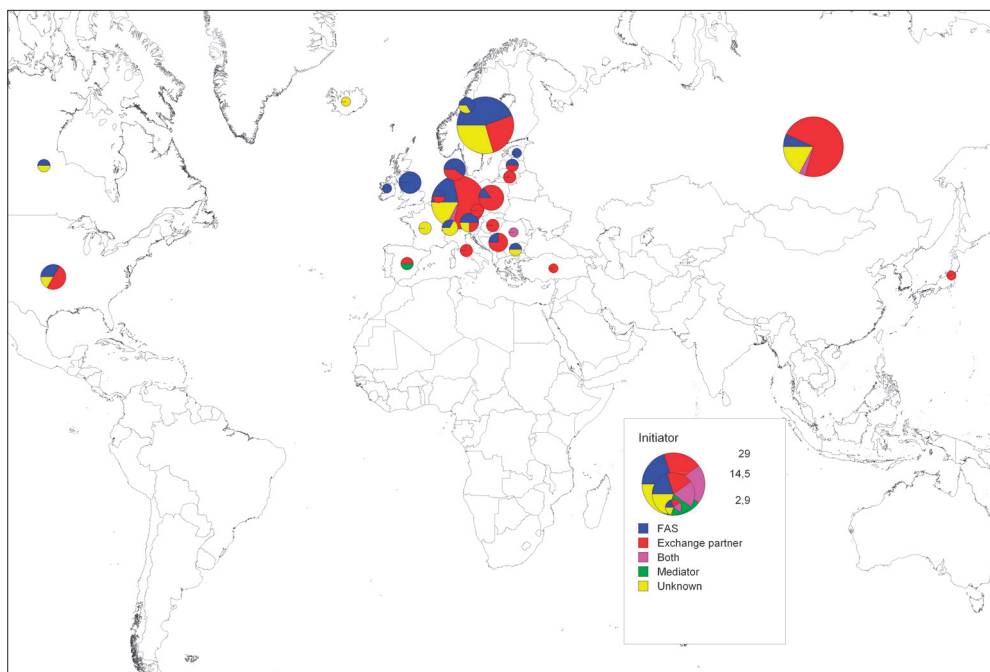 Initiator
29
14,5
2,9
FAS
Exchange partner
Both
Mediator
Unknown